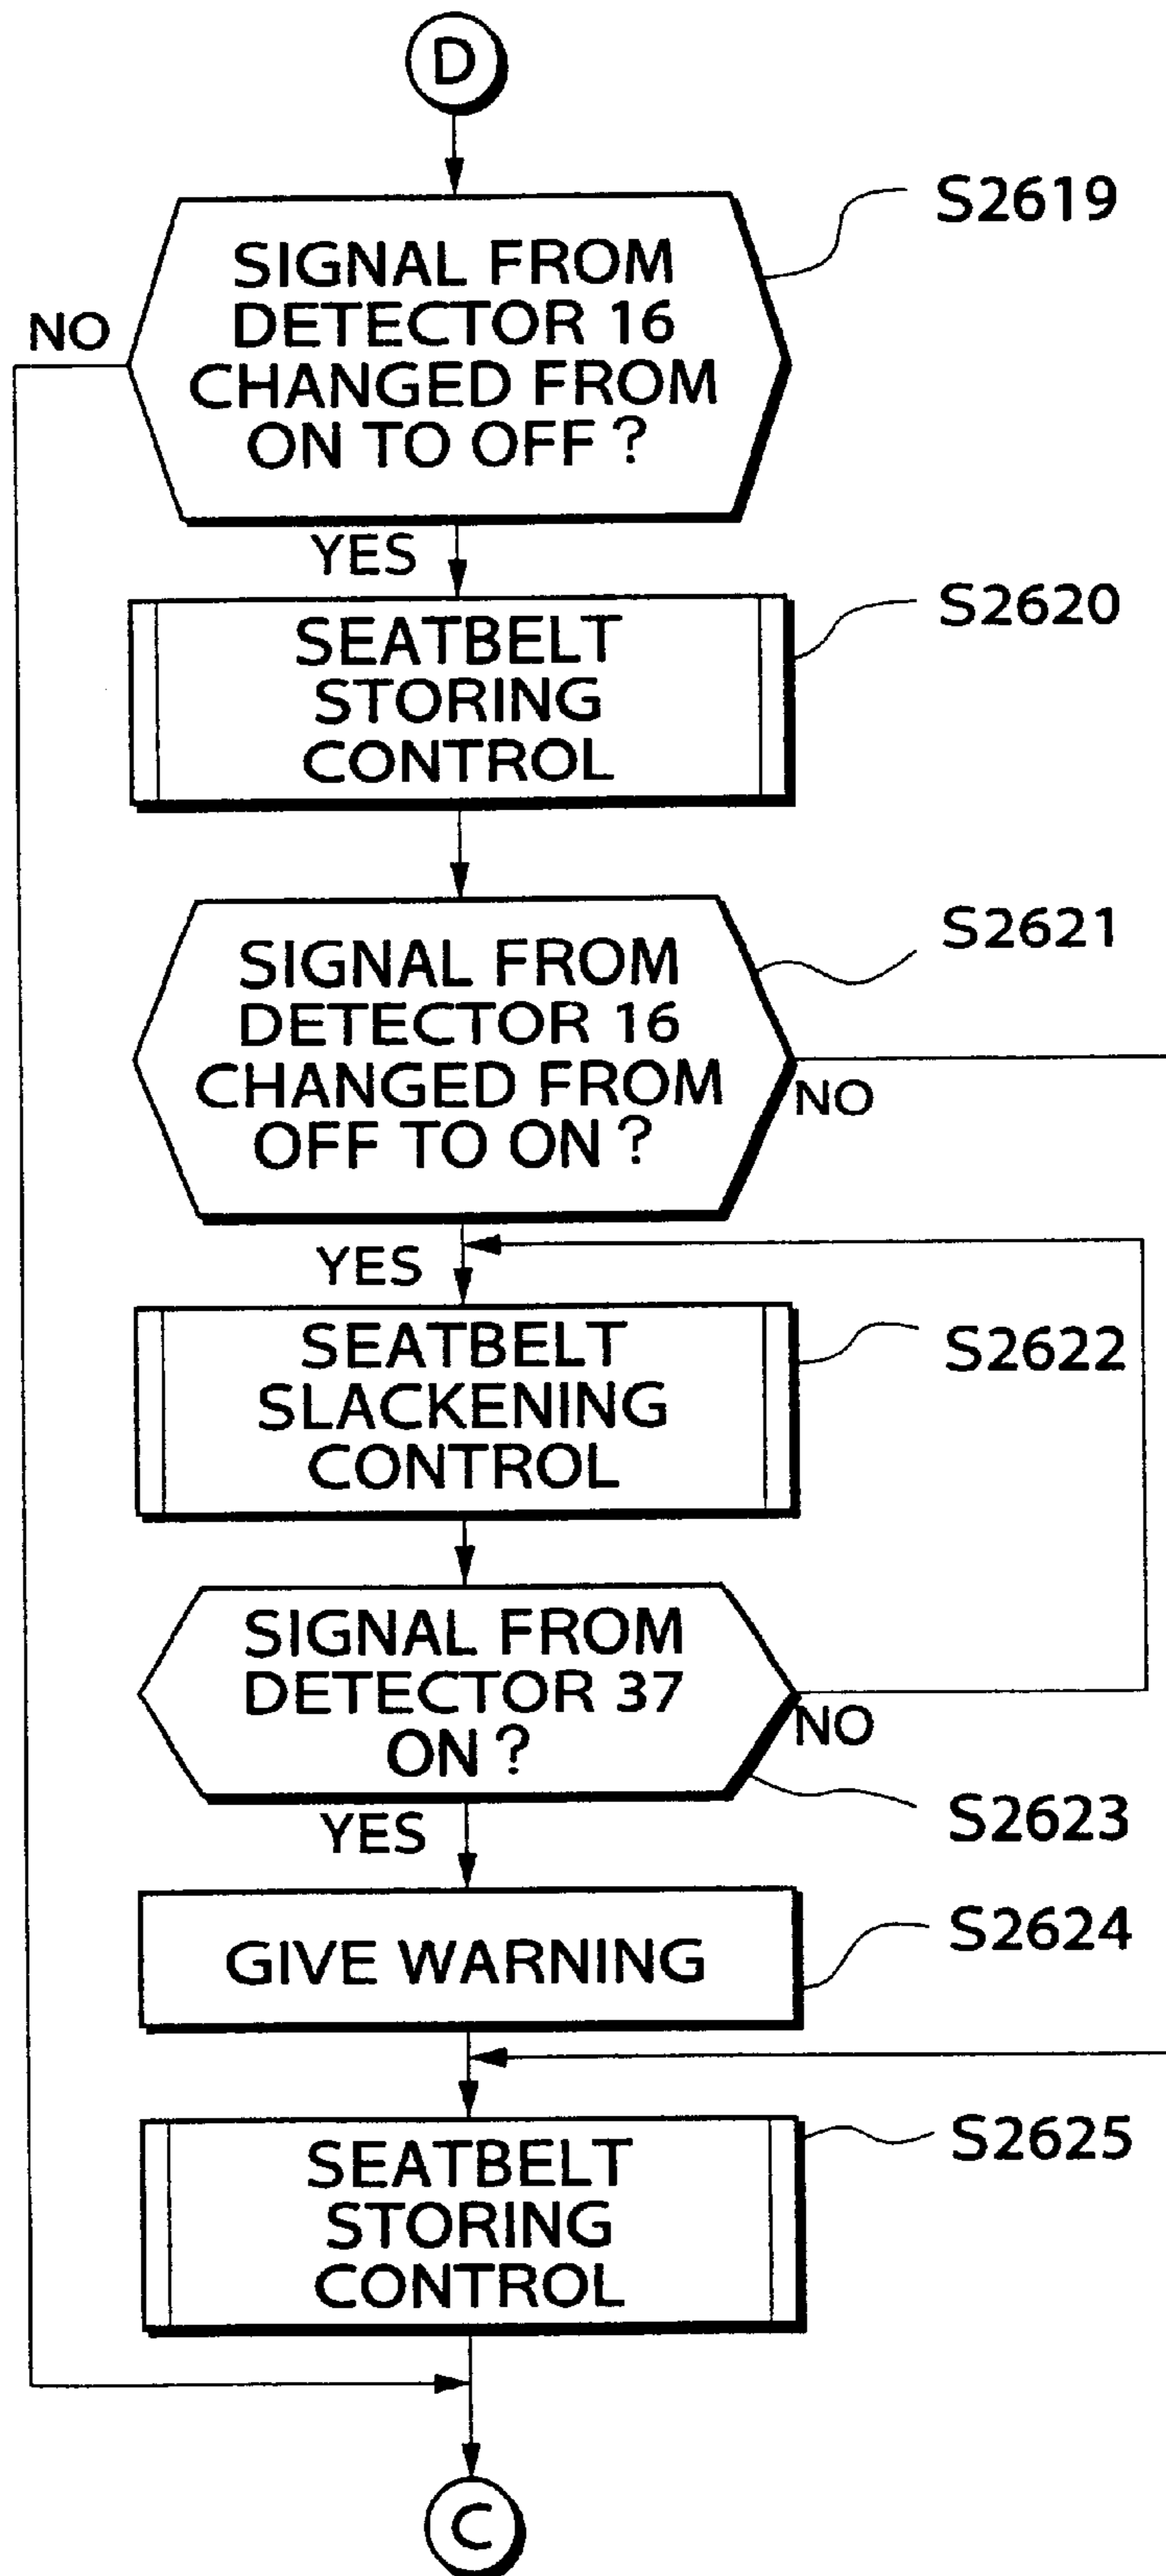 D
S2619
SIGNAL FROM
DETECTOR 16
CHANGED FROM
ON TO OFF?
NO
YES
S2620
SEATBELT
STORING
CONTROL
S2621
SIGNAL FROM
DETECTOR 16
CHANGED FROM
OFF TO ON?
NO
YES
S2622
SEATBELT
SLACKENING
CONTROL
SIGNAL FROM
DETECTOR 37
ON?
NO
S2623
YES
S2624
GIVE WARNING
S2625
SEATBELT
STORING
CONTROL
C